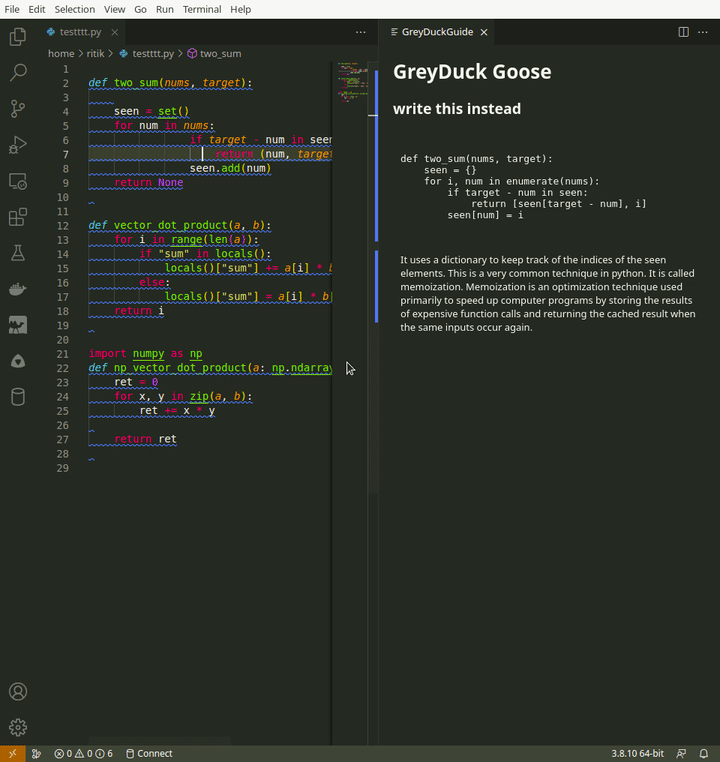 File Edit Selection View Go Run Terminal Help
testttt.py
home > ritik > testttt.py > two_sum
1
2 def two_sum(nums, target):
3
4     seen = set()
5     for num in nums:
6                 if target - num in seen
7                     return (num, target
8                 seen.add(num)
9     return None
10
11
12 def vector_dot_product(a, b):
13     for i in range(len(a)):
14         if "sum" in locals():
15             locals()["sum"] += a[i] * b
16         else:
17             locals()["sum"] = a[i] * b
18     return i
19
20
21 import numpy as np
22 def np_vector_dot_product(a: np.ndarray
23     ret = 0
24     for x, y in zip(a, b):
25         ret += x * y
26
27     return ret
28
29
GreyDuckGuide
GreyDuck Goose
write this instead
def two_sum(nums, target):
    seen = {}
    for i, num in enumerate(nums):
        if target - num in seen:
            return [seen[target - num], i]
        seen[num] = i
It uses a dictionary to keep track of the indices of the seen
elements. This is a very common technique in python. It is called
memoization. Memoization is an optimization technique used
primarily to speed up computer programs by storing the results
of expensive function calls and returning the cached result when
the same inputs occur again.
0 0 6 Connect
3.8.10 64-bit